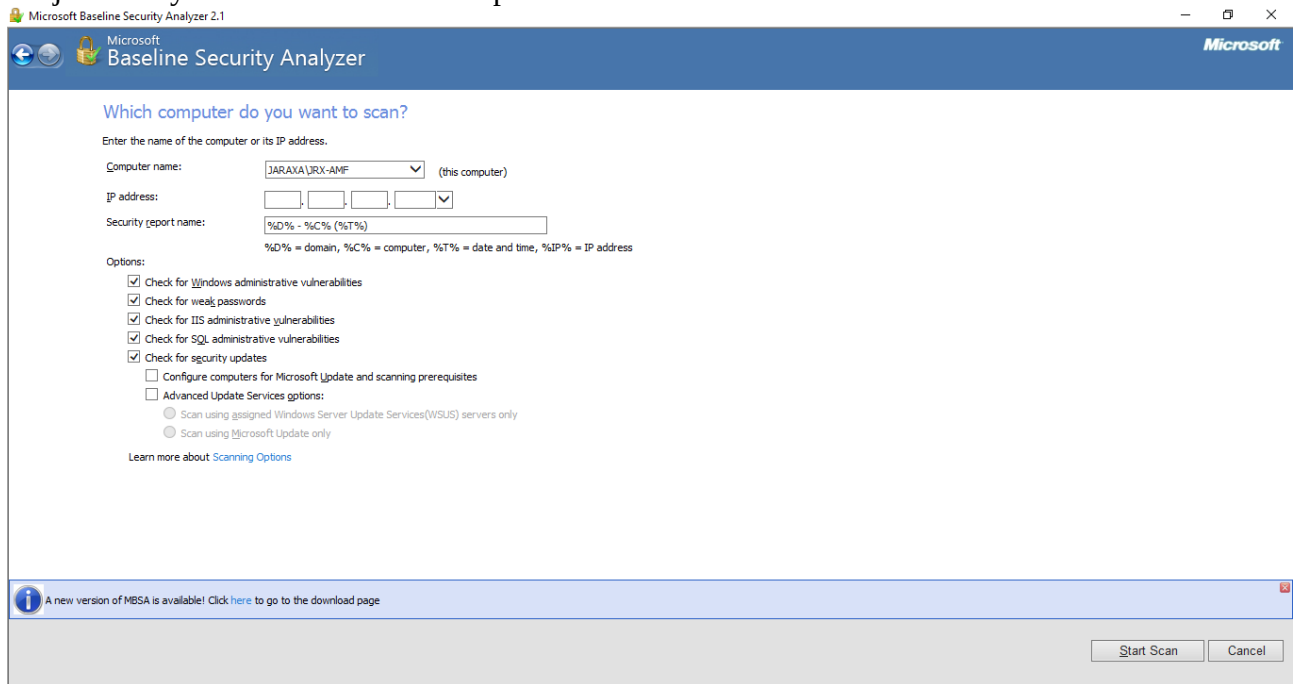 Microsoft Baseline Security Analyzer 2.1
Microsoft
Baseline Security Analyzer
Microsoft
Which computer do you want to scan?
Enter the name of the computer or its IP address.
Computer name: JARAXA\JRX-AMF (this computer)
IP address: . . .
Security report name: %D% - %C% (%T%)
%D% = domain, %C% = computer, %T% = date and time, %IP% = IP address
Options:
Check for Windows administrative vulnerabilities
Check for weak passwords
Check for IIS administrative vulnerabilities
Check for SQL administrative vulnerabilities
Check for security updates
Configure computers for Microsoft Update and scanning prerequisites
Advanced Update Services options:
Scan using assigned Windows Server Update Services(WSUS) servers only
Scan using Microsoft Update only
Learn more about Scanning Options
A new version of MBSA is available! Click here to go to the download page
Start Scan Cancel